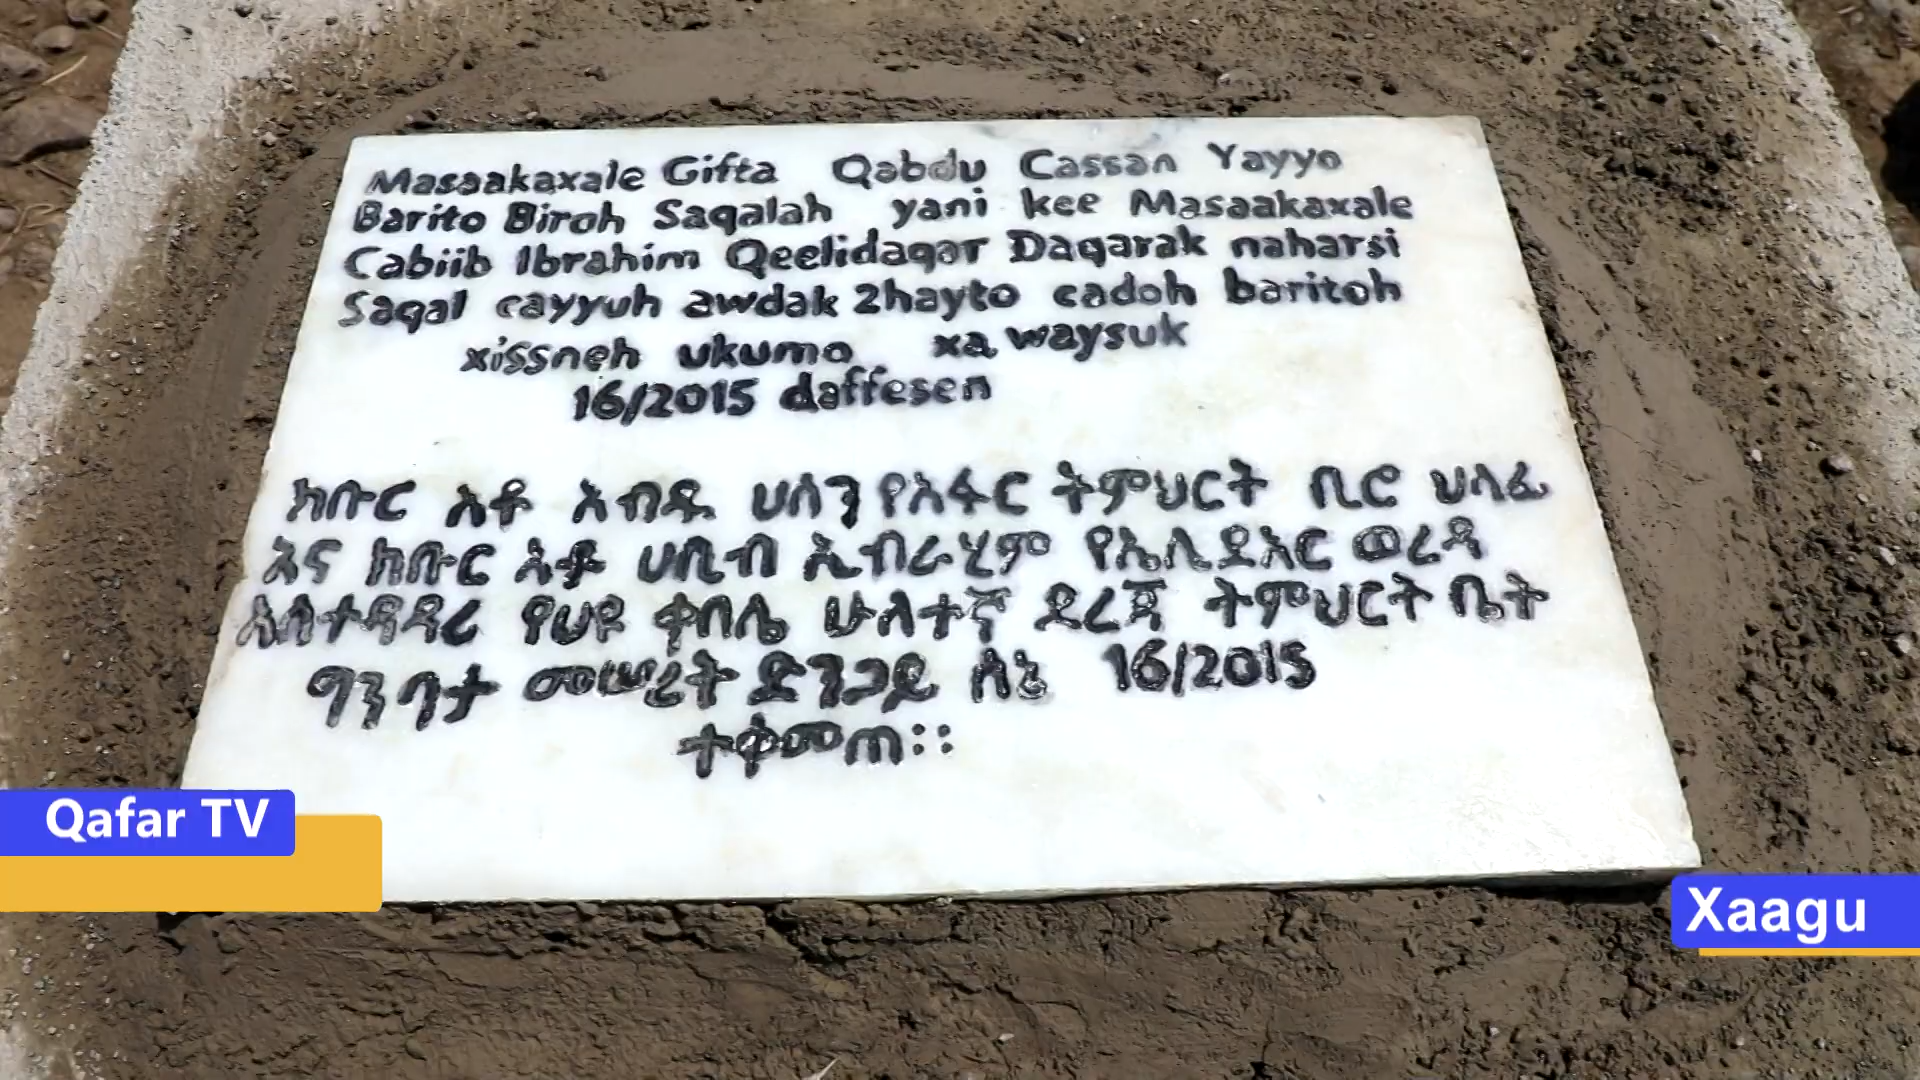 Masaakaxale Gifta Qabdu Cassan Yayyo
Barito Biroh Saqalah yani kee Masaakaxale
Cabiib Ibrahim Qeelidaqar Daqarak naharsi
Saqal cayyuh awdak 2hayto cadoh baritoh
xissneh ukumo xa waysuk
16/2015 daffesen
ክቡር አቶ አብዱ ሀሰን የአፋር ትምህርት ቢሮ ሀላፊ
እና ክቡር አቶ ሀቢብ ኢብራሂም የኤሊደአር ወረዳ
አስተዳዳሪ የሀዩ ቀበሌ ሁለተኛ ደረጃ ትምህርት ቤት
ግንባታ መሠረት ድንጋይ ሰኔ 16/2015
ተቀመጠ፡፡
Qafar TV
Xaagu